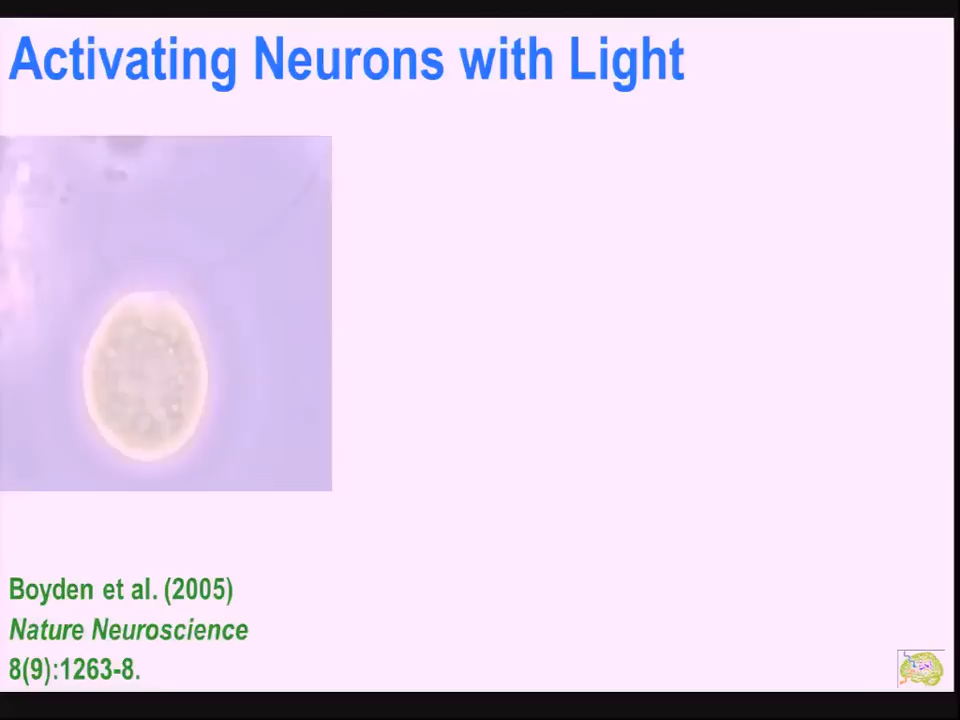 Activating Neurons with Light
Boyden et al. (2005)
Nature Neuroscience
8(9):1263-8.